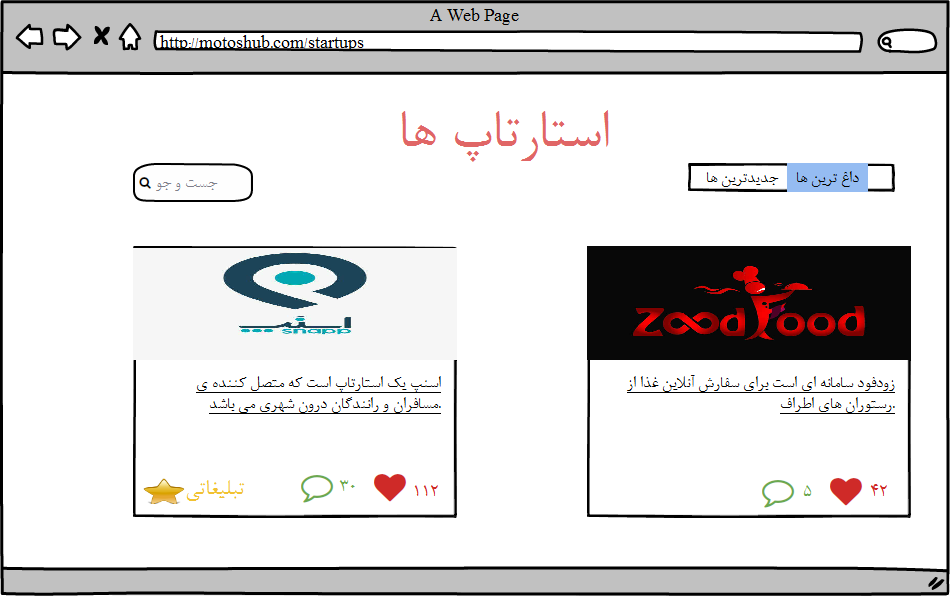 A Web Page
http://motoshub.com/startups
استارتاپ ها
داغ ترین ها
جدیدترین ها
جست و جو
ZoodFood
زودفود سامانه ای است برای سفارش آنلاین غذا از
رستوران های اطراف.
۴۲
۵
اسنپ
snapp
اسنپ یک استارتاپ است که متصل کننده ی
مسافران و رانندگان درون شهری می باشد.
۱۱۲
۳۰
تبلیغاتی